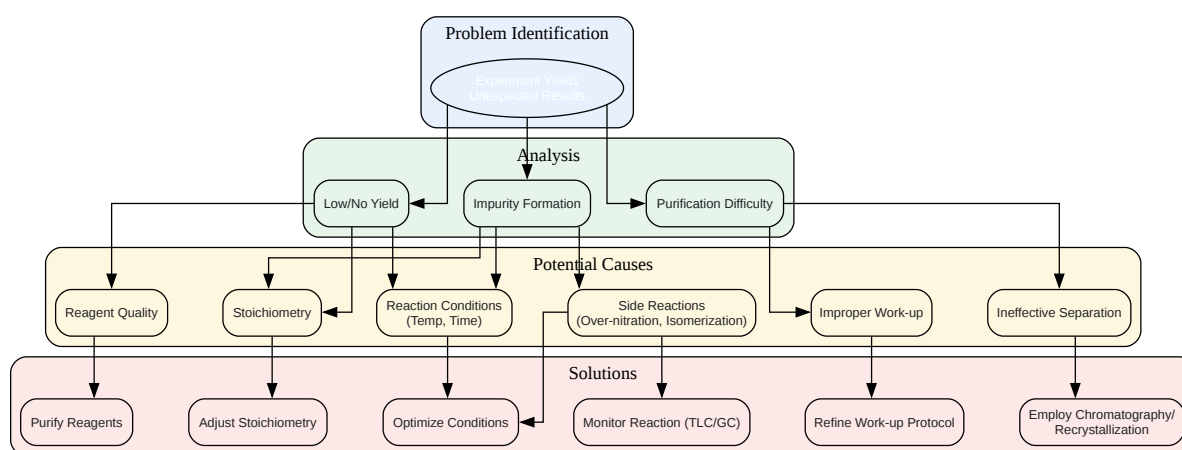 Problem Identification
Experiment Yields
Unexpected Results
Analysis
Low/No Yield
Impurity Formation
Purification Difficulty
Potential Causes
Reagent Quality
Stoichiometry
Reaction Conditions
(Temp, Time)
Side Reactions
(Over-nitration, Isomerization)
Improper Work-up
Ineffective Separation
Solutions
Purify Reagents
Adjust Stoichiometry
Optimize Conditions
Monitor Reaction (TLC/GC)
Refine Work-up Protocol
Employ Chromatography/
Recrystallization